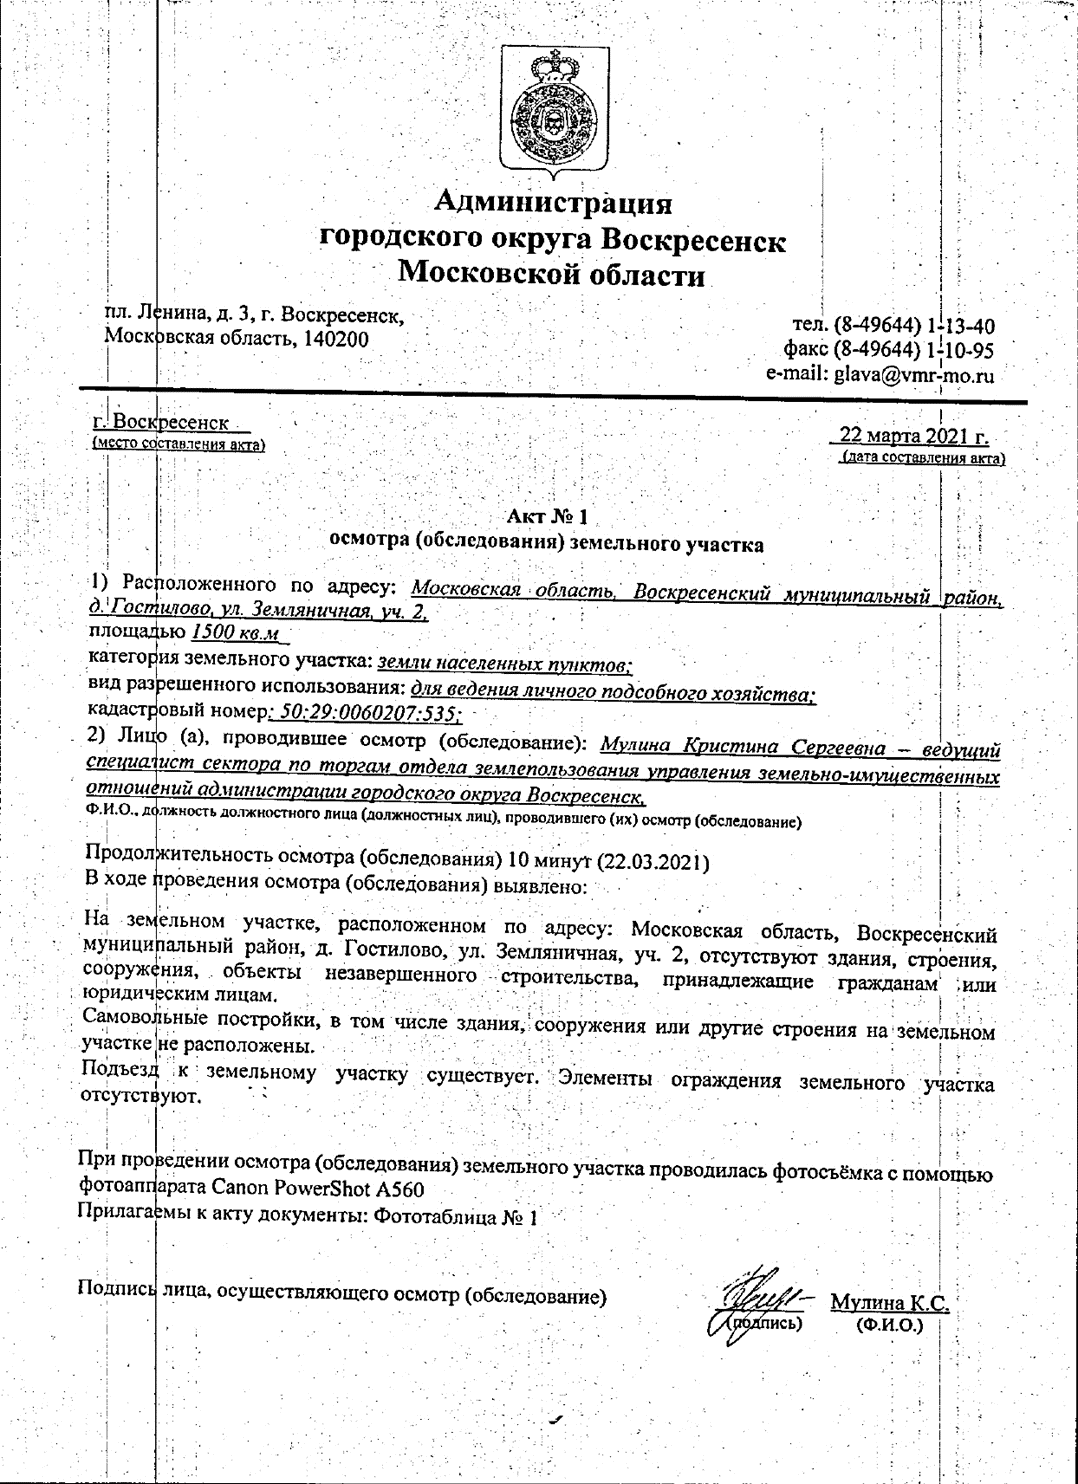 Администрация
городского округа Воскресенск
Московской области
пл. Ленина, д. 3, г. Воскресенск,
Московская область, 140200
тел. (8-49644) 1-13-40
факс (8-49644) 1-10-95
e-mail: glava@vmr-mo.ru
г. Воскресенск
(место составления акта)
22 марта 2021 г.
(дата составления акта)
Акт № 1
осмотра (обследования) земельного участка
1) Расположенного по адресу: Московская область, Воскресенский муниципальный район,
д. Гостилово, ул. Земляничная, уч. 2,
площадью 1500 кв.м
категория земельного участка: земли населенных пунктов;
вид разрешенного использования: для ведения личного подсобного хозяйства;
кадастровый номер: 50:29:0060207:535;
2) Лицо (а), проводившее осмотр (обследование): Мулина Кристина Сергеевна – ведущий
специалист сектора по торгам отдела землепользования управления земельно-имущественных
отношений администрации городского округа Воскресенск,
Ф.И.О., должность должностного лица (должностных лиц), проводившего (их) осмотр (обследование)
Продолжительность осмотра (обследования) 10 минут (22.03.2021)
В ходе проведения осмотра (обследования) выявлено:
На земельном участке, расположенном по адресу: Московская область, Воскресенский
муниципальный район, д. Гостилово, ул. Земляничная, уч. 2, отсутствуют здания, строения,
сооружения, объекты незавершенного строительства, принадлежащие гражданам или
юридическим лицам.
Самовольные постройки, в том числе здания, сооружения или другие строения на земельном
участке не расположены.
Подъезд к земельному участку существует. Элементы ограждения земельного участка
отсутствуют.
При проведении осмотра (обследования) земельного участка проводилась фотосъёмка с помощью
фотоаппарата Canon PowerShot A560
Прилагаемы к акту документы: Фототаблица № 1
Подпись лица, осуществляющего осмотр (обследование)
Мулина К.С.
(подпись)
(Ф.И.О.)